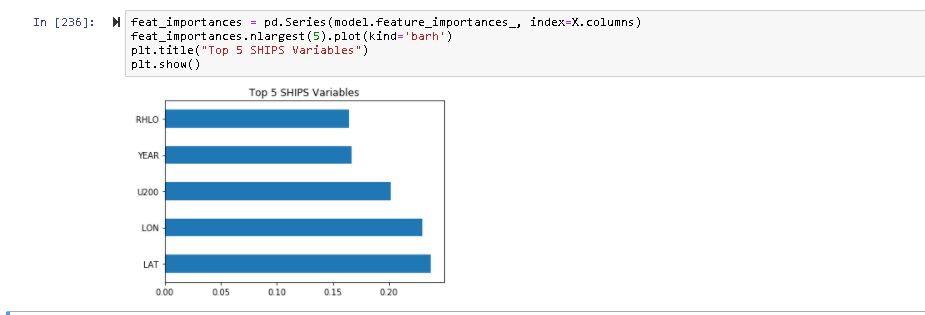 In [236]:
feat_importances = pd.Series(model.feature_importances_, index=X.columns)
feat_importances.nlargest(5).plot(kind='barh')
plt.title("Top 5 SHIPS Variables")
plt.show()
Top 5 SHIPS Variables
RHLO
YEAR
U200
LON
LAT
0.00 0.05 0.10 0.15 0.20